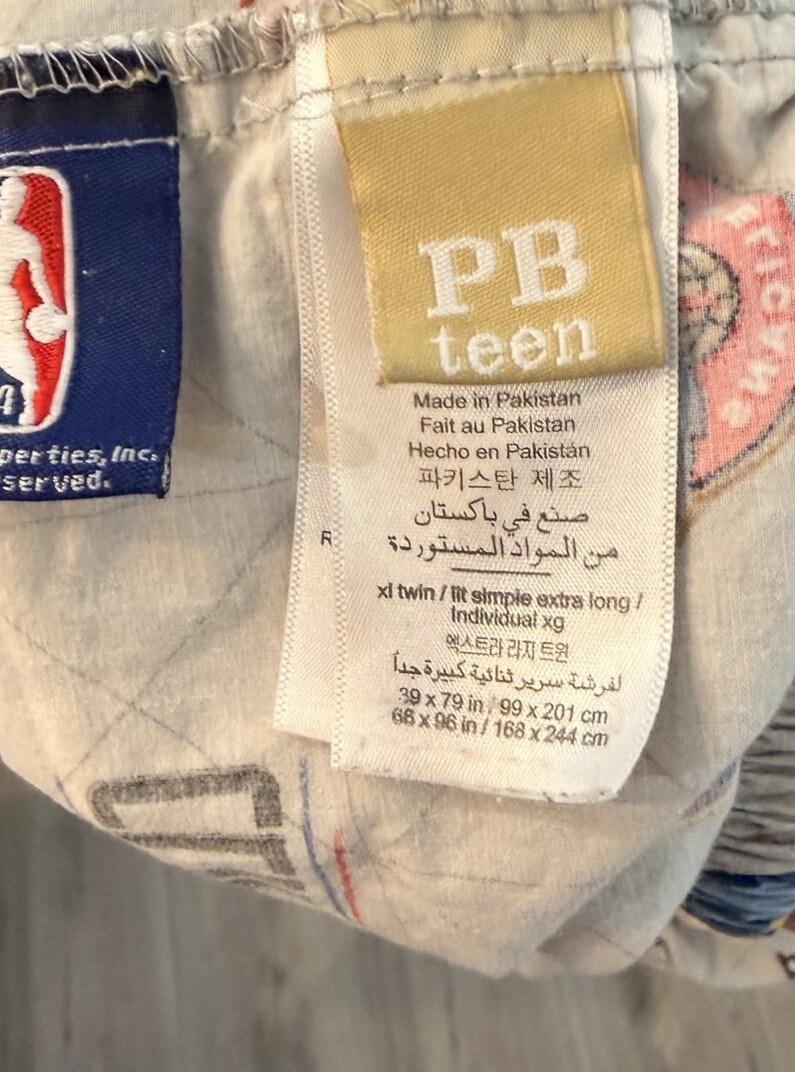 PB
teen
Made in Pakistan
Fait au Pakistan
Hecho en Pakistán
파키스탄 제조
صنع في باكستان
من المواد المستوردة
xl twin / lit simple extra long /
Individual xg
엑스트라 라지 트윈
لفرشة سرير ثنائية كبيرة جداً
39 x 79 in / 99 x 201 cm
68 x 96 in / 168 x 244 cm
R
A
perties, Inc.
served.